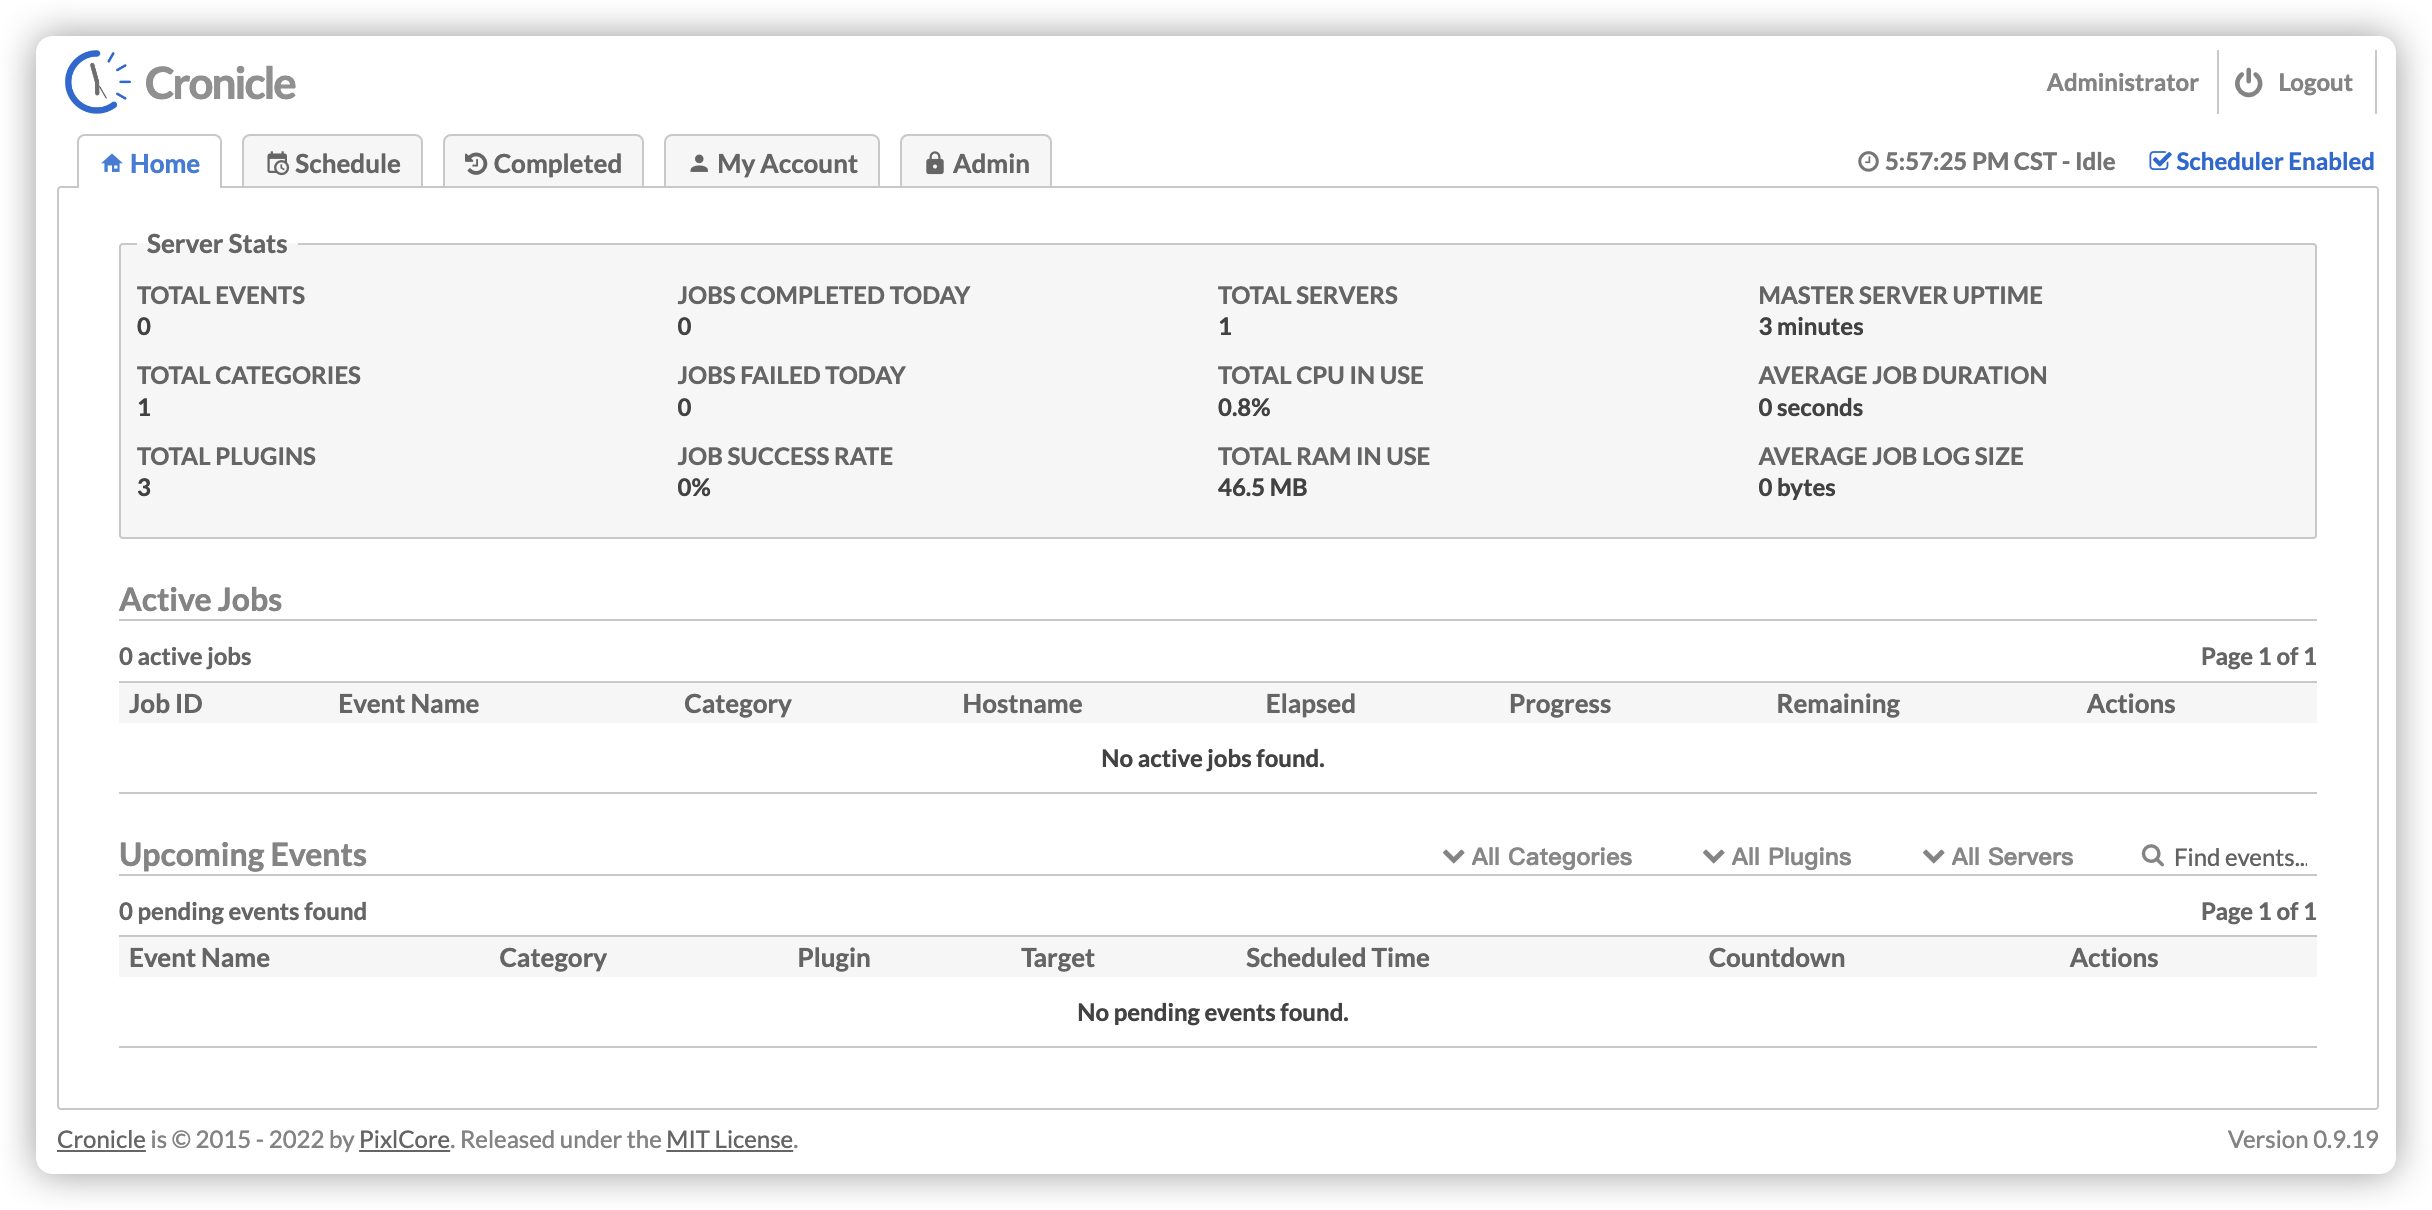 Cronicle
Administrator Logout
Home Schedule Completed My Account Admin 5:57:25 PM CST - Idle Scheduler Enabled
Server Stats
TOTAL EVENTS JOBS COMPLETED TODAY TOTAL SERVERS MASTER SERVER UPTIME
0 0 1 3 minutes
TOTAL CATEGORIES JOBS FAILED TODAY TOTAL CPU IN USE AVERAGE JOB DURATION
1 0 0.8% 0 seconds
TOTAL PLUGINS JOB SUCCESS RATE TOTAL RAM IN USE AVERAGE JOB LOG SIZE
3 0% 46.5 MB 0 bytes
Active Jobs
0 active jobs Page 1 of 1
Job ID Event Name Category Hostname Elapsed Progress Remaining Actions
No active jobs found.
Upcoming Events All Categories All Plugins All Servers Find events...
0 pending events found Page 1 of 1
Event Name Category Plugin Target Scheduled Time Countdown Actions
No pending events found.
Cronicle is © 2015 - 2022 by PixlCore. Released under the MIT License. Version 0.9.19